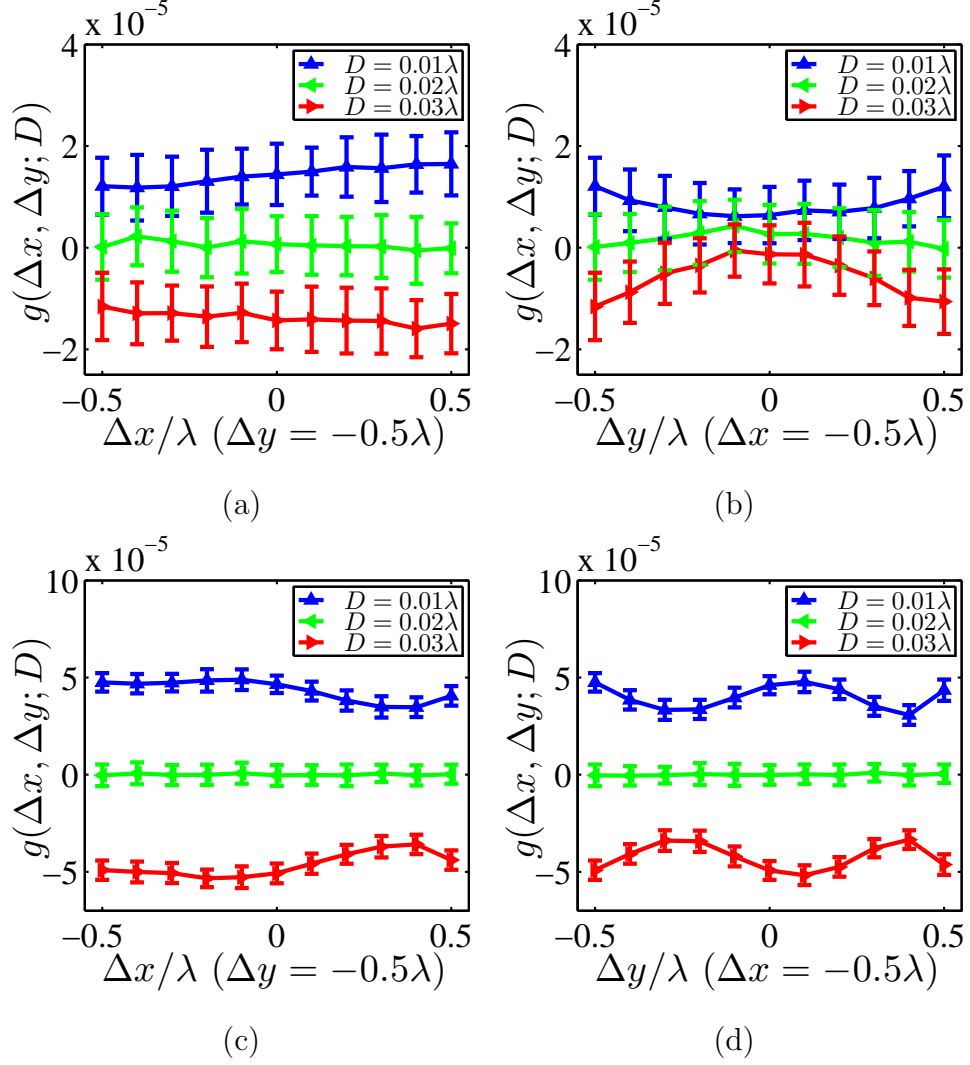 x 10⁻⁵
4
2
0
−2
g(Δx, Δy; D)
D = 0.01λ
D = 0.02λ
D = 0.03λ
−0.5 0 0.5
Δx/λ (Δy = −0.5λ)
(a)
x 10⁻⁵
4
2
0
−2
g(Δx, Δy; D)
D = 0.01λ
D = 0.02λ
D = 0.03λ
−0.5 0 0.5
Δy/λ (Δx = −0.5λ)
(b)
x 10⁻⁵
10
5
0
−5
g(Δx, Δy; D)
D = 0.01λ
D = 0.02λ
D = 0.03λ
−0.5 0 0.5
Δx/λ (Δy = −0.5λ)
(c)
x 10⁻⁵
10
5
0
−5
g(Δx, Δy; D)
D = 0.01λ
D = 0.02λ
D = 0.03λ
−0.5 0 0.5
Δy/λ (Δx = −0.5λ)
(d)